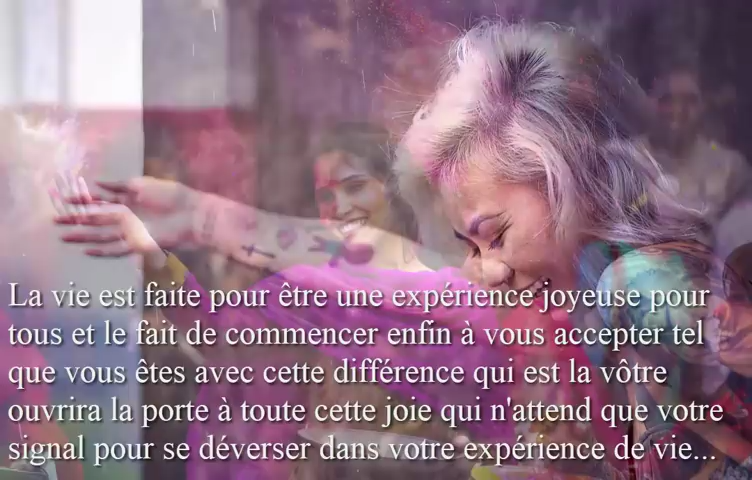 La vie est faite pour être une expérience joyeuse pour
tous et le fait de commencer enfin à vous accepter tel
que vous êtes avec cette différence qui est la vôtre
ouvrira la porte à toute cette joie qui n'attend que votre
signal pour se déverser dans votre expérience de vie...